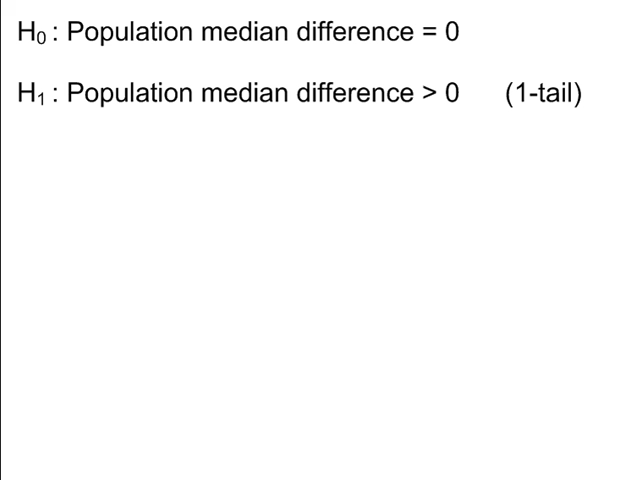 H₀ : Population median difference = 0
H₁ : Population median difference > 0 (1-tail)